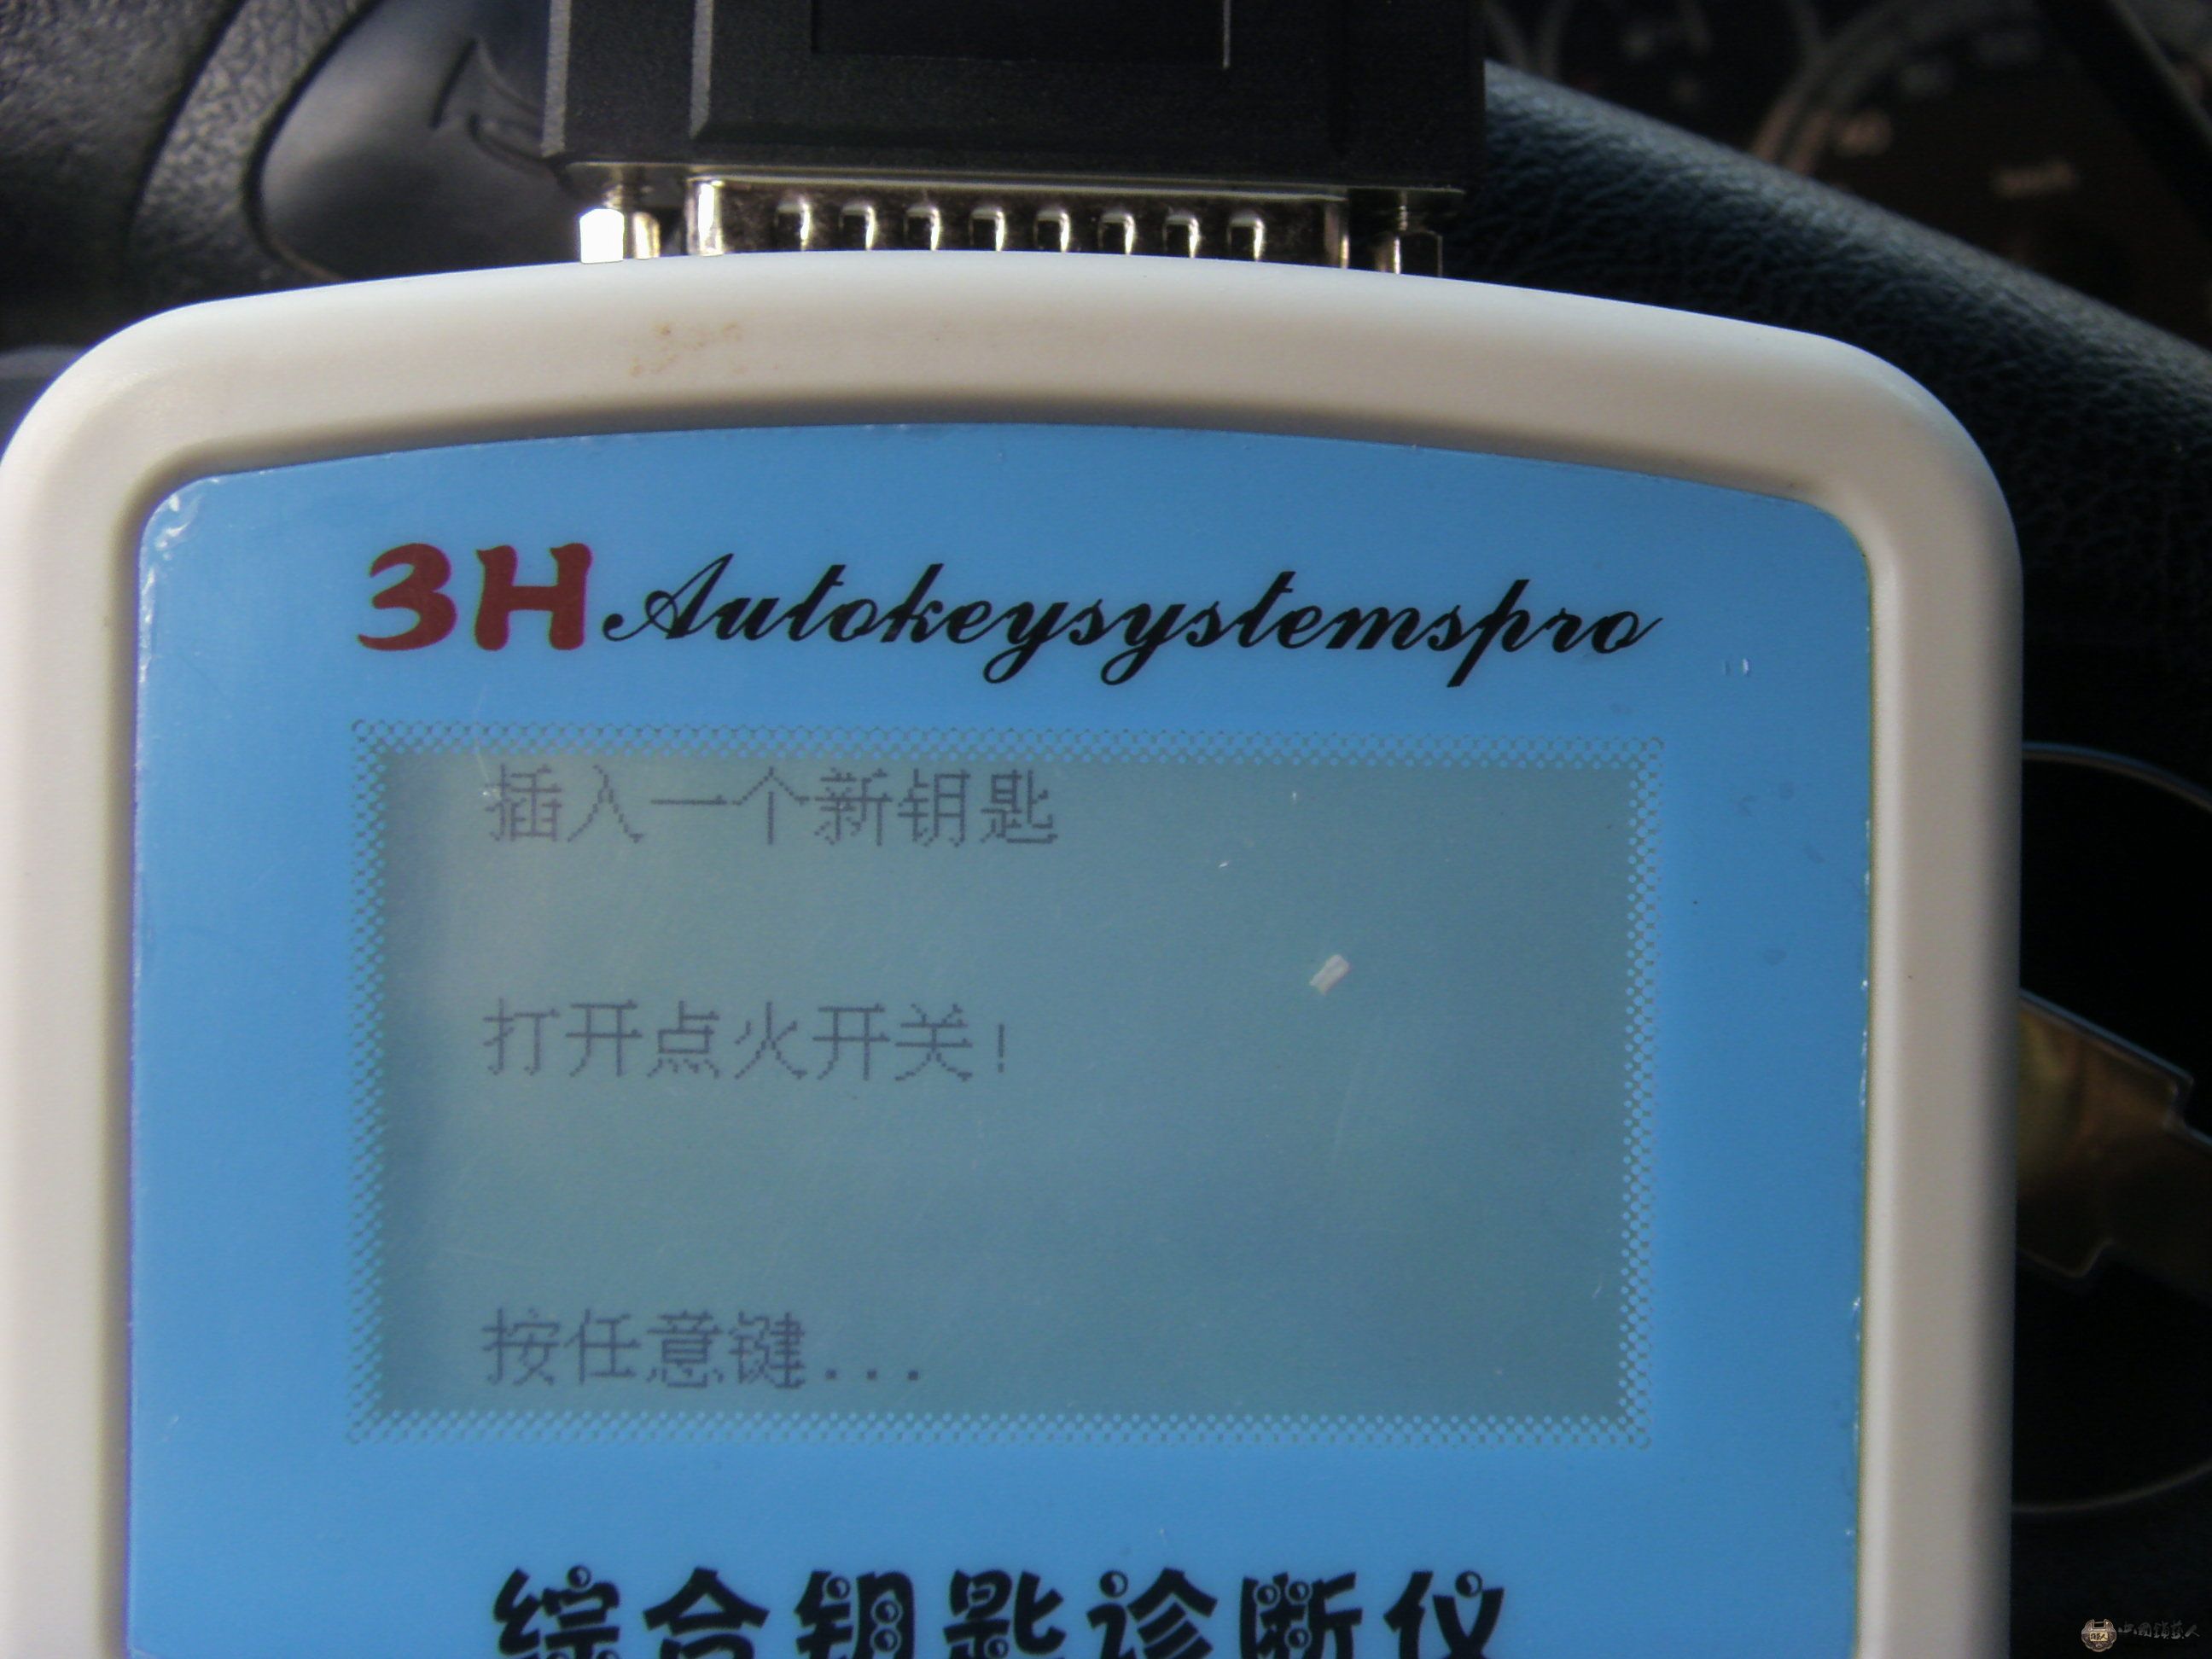 3H Autokeysystemspro
插入一个新钥匙
打开点火开关!
按任意键...
综合钥匙诊断仪